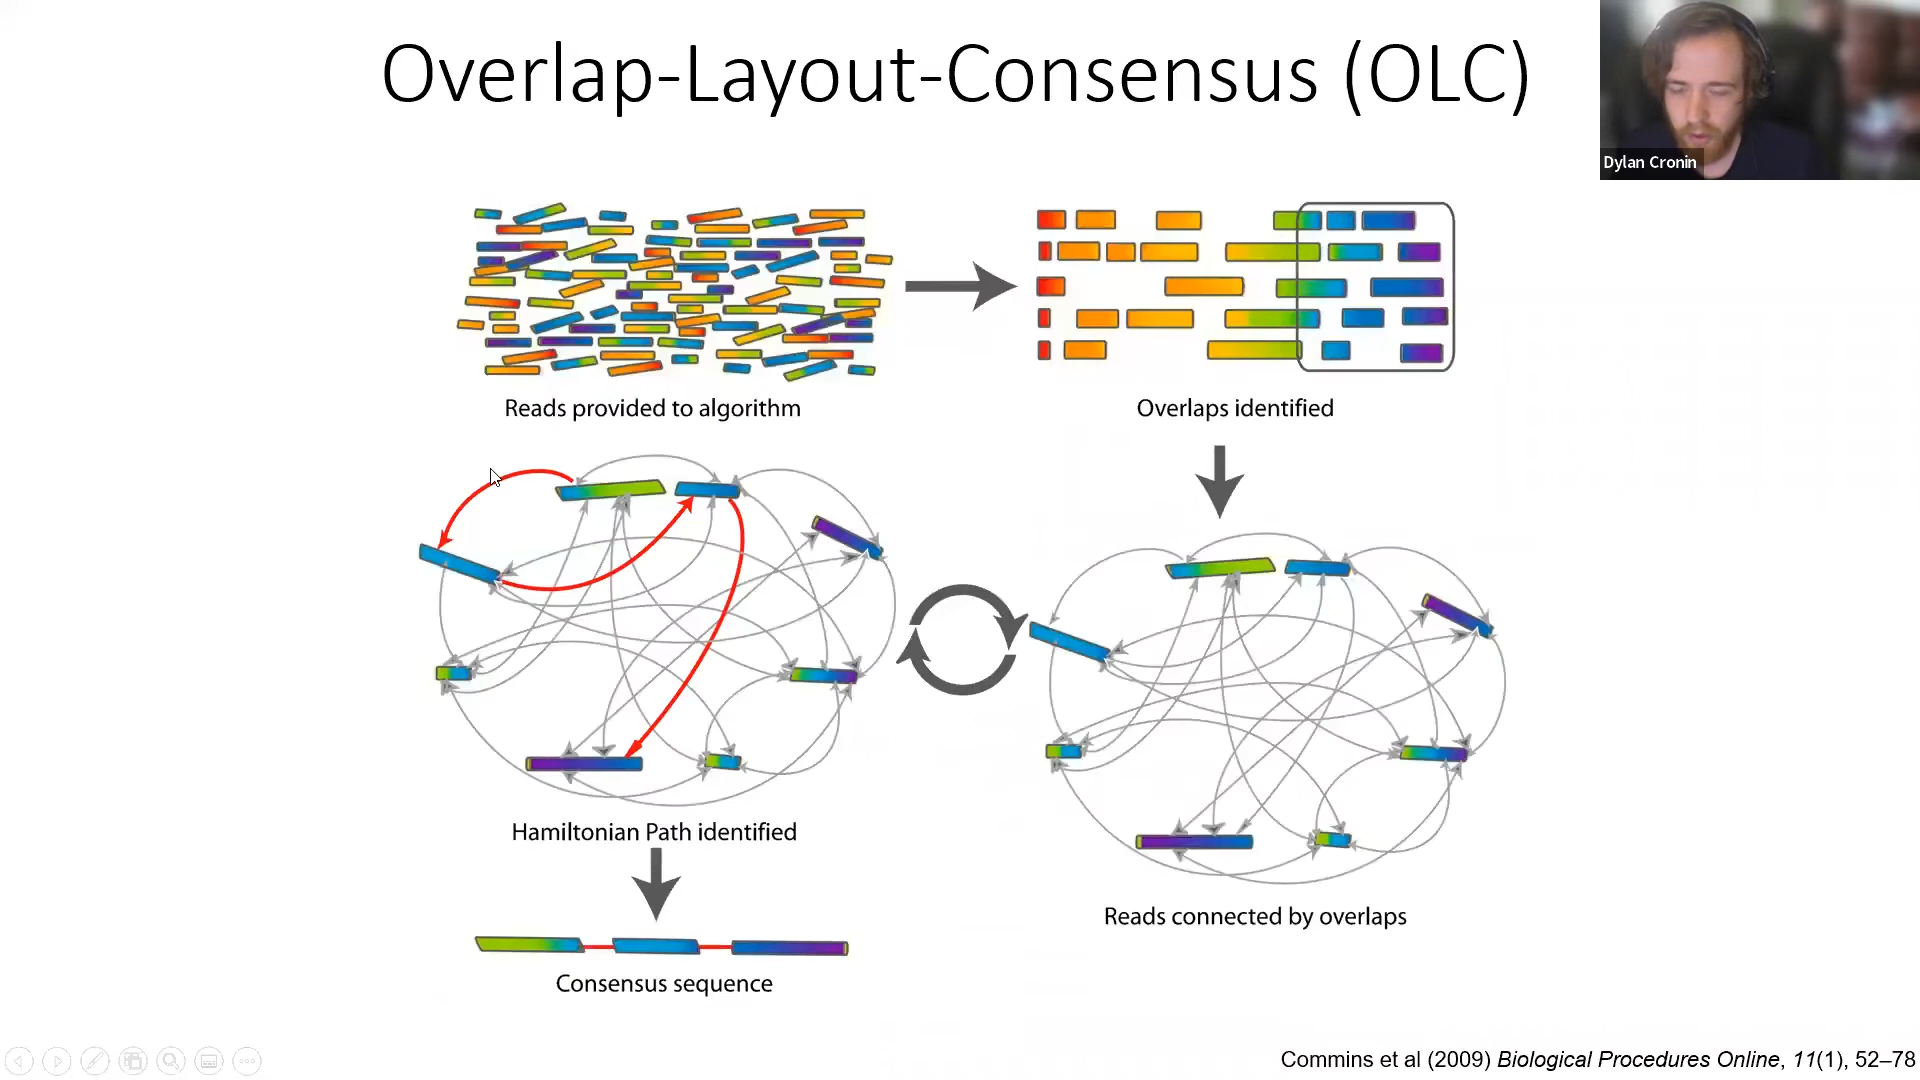 Overlap-Layout-Consensus (OLC)
Dylan Cronin
Reads provided to algorithm
Overlaps identified
Hamiltonian Path identified
Reads connected by overlaps
Consensus sequence
Commins et al (2009) Biological Procedures Online, 11(1), 52–78